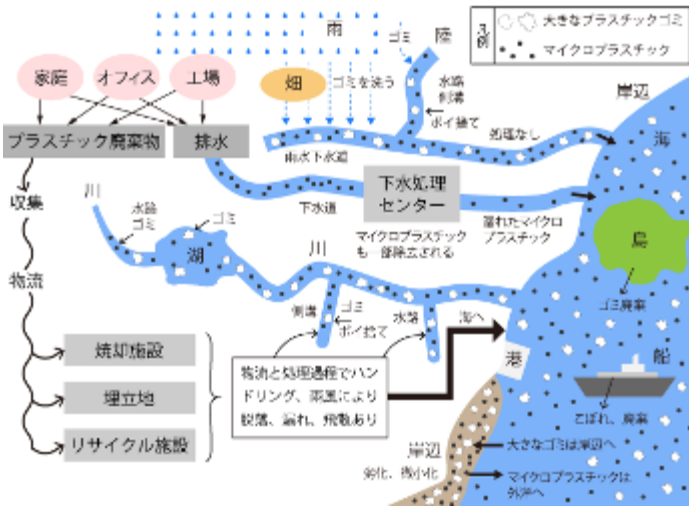 凡例
大きなプラスチックゴミ
マイクロプラスチック
雨
ゴミ
陸
家庭
オフィス
工場
畑
ゴミを洗う
水路
側溝
ポイ捨て
岸辺
海
プラスチック廃棄物
排水
処理なし
雨水下水道
収集
川
水路
ゴミ
ゴミ
下水道
下水処理
センター
マイクロプラスチック
も一部除去される
漏れたマイクロ
プラスチック
島
ゴミ廃棄
湖
川
物流
側溝
ゴミ
ポイ捨て
水路
海へ
港
船
こぼれ、廃棄
焼却施設
埋立地
リサイクル施設
物流と処理過程でハン
ドリング、雨風により
脱落、漏れ、飛散あり
岸辺
劣化、微小化
大きなゴミは岸辺へ
マイクロプラスチックは
外洋へ